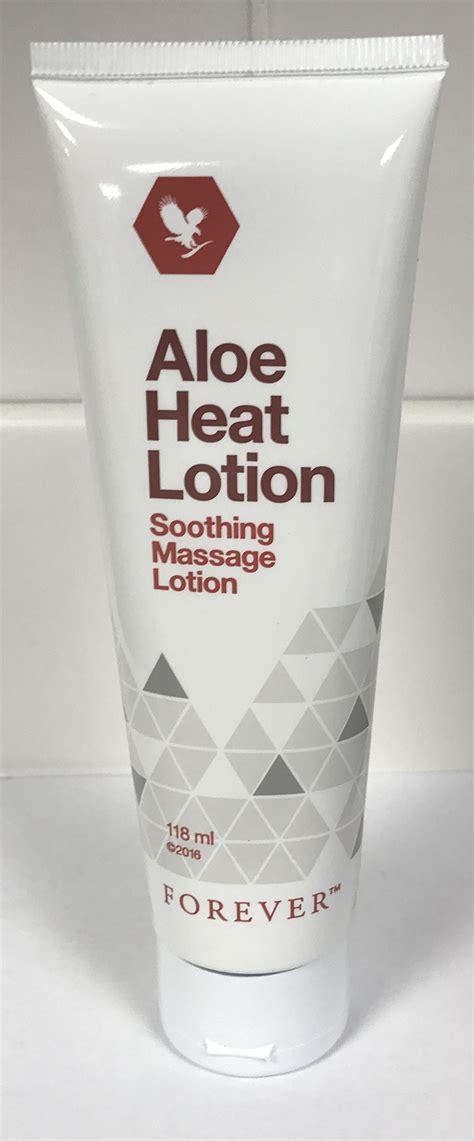 Aloe
Heat
Lotion
Soothing
Massage
Lotion
118 ml
©2016
FOREVER™